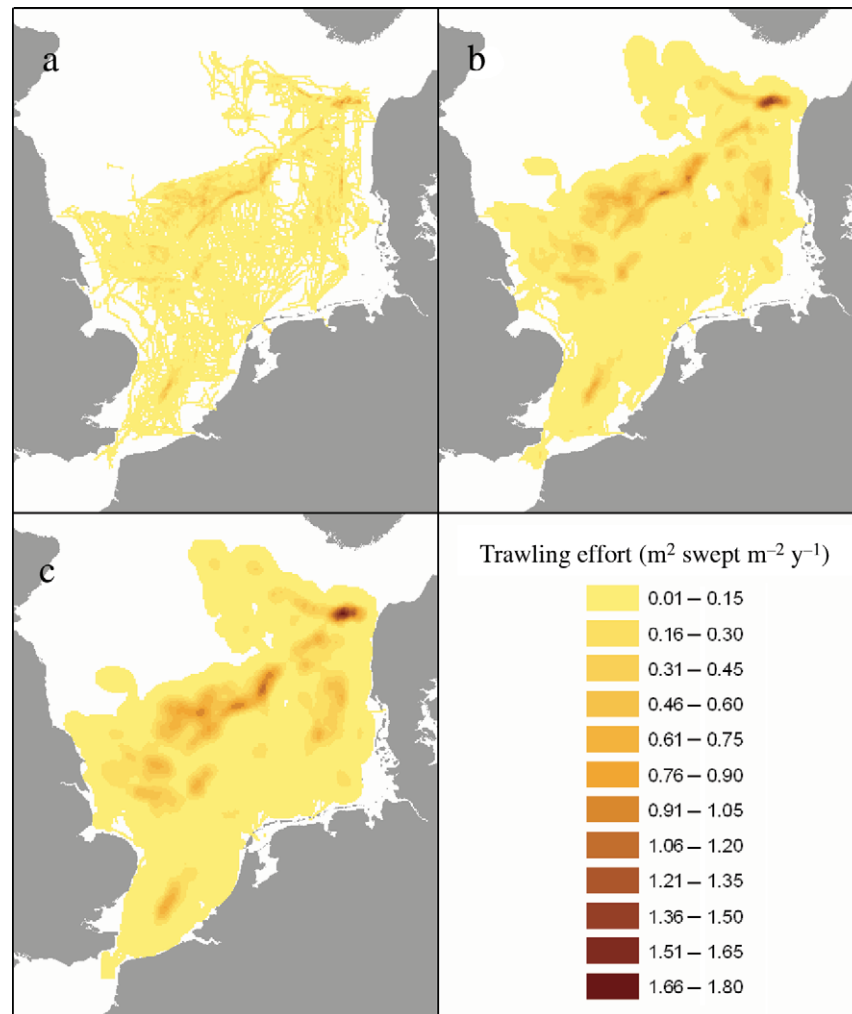 a
b
c
Trawling effort (m² swept m⁻² y⁻¹)
0.01 – 0.15
0.16 – 0.30
0.31 – 0.45
0.46 – 0.60
0.61 – 0.75
0.76 – 0.90
0.91 – 1.05
1.06 – 1.20
1.21 – 1.35
1.36 – 1.50
1.51 – 1.65
1.66 – 1.80